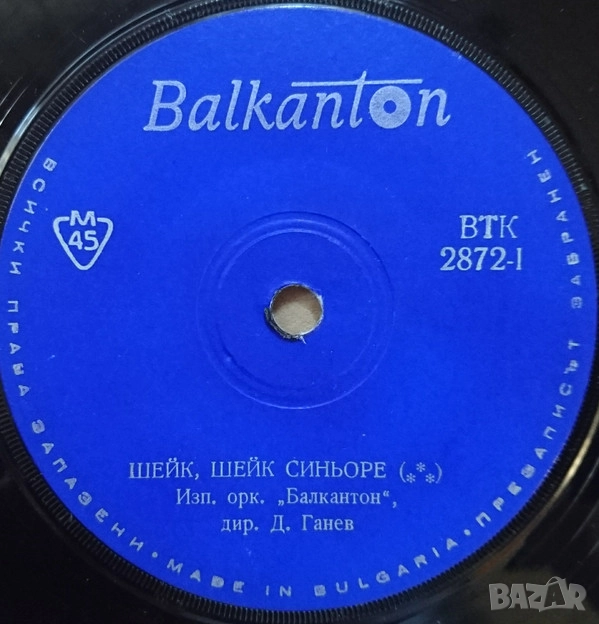 Balkanton
М
45
ВТК
2872-I
ШЕЙК, ШЕЙК СИНЬОРЕ (⁂)
Изп. орк. „Балкантон“,
дир. Д. Ганев
ВСИЧКИ ПРАВА ЗАПАЗЕНИ • MADE IN BULGARIA • ПРЕЗАПИСЪТ ЗАБРАНЕН
BAZAR